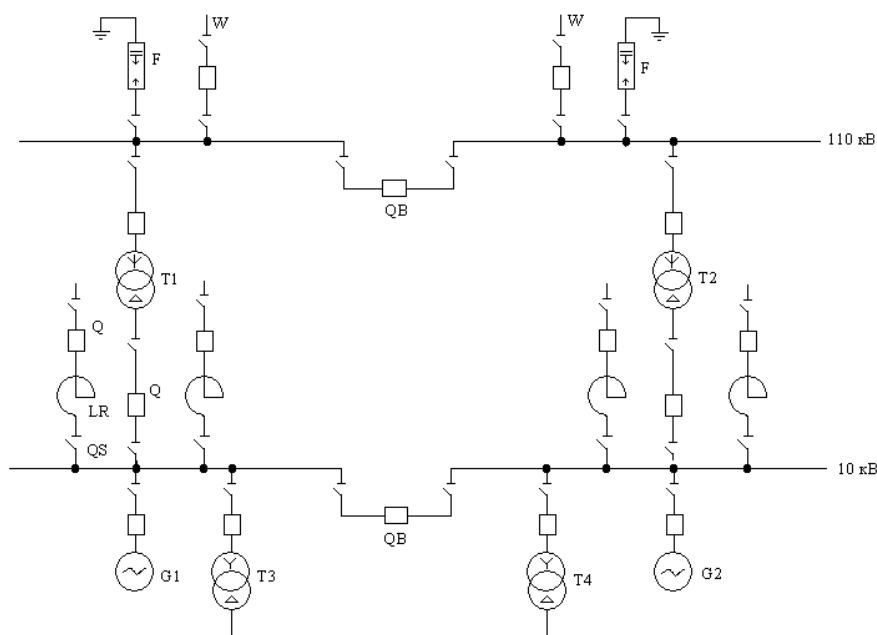 W W
F F
110 кВ
QB
T1 T2
Q
Q
LR
QS
10 кВ
QB
G1 T3 T4 G2